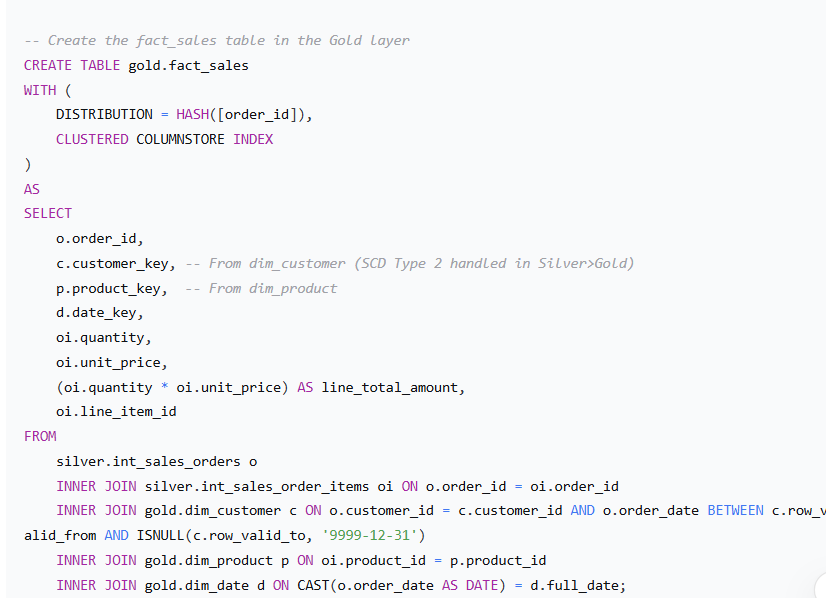 -- Create the fact_sales table in the Gold layer
CREATE TABLE gold.fact_sales
WITH (
    DISTRIBUTION = HASH([order_id]),
    CLUSTERED COLUMNSTORE INDEX
)
AS
SELECT
    o.order_id,
    c.customer_key, -- From dim_customer (SCD Type 2 handled in Silver>Gold)
    p.product_key,  -- From dim_product
    d.date_key,
    oi.quantity,
    oi.unit_price,
    (oi.quantity * oi.unit_price) AS line_total_amount,
    oi.line_item_id
FROM
    silver.int_sales_orders o
    INNER JOIN silver.int_sales_order_items oi ON o.order_id = oi.order_id
    INNER JOIN gold.dim_customer c ON o.customer_id = c.customer_id AND o.order_date BETWEEN c.row_v
alid_from AND ISNULL(c.row_valid_to, '9999-12-31')
    INNER JOIN gold.dim_product p ON oi.product_id = p.product_id
    INNER JOIN gold.dim_date d ON CAST(o.order_date AS DATE) = d.full_date;